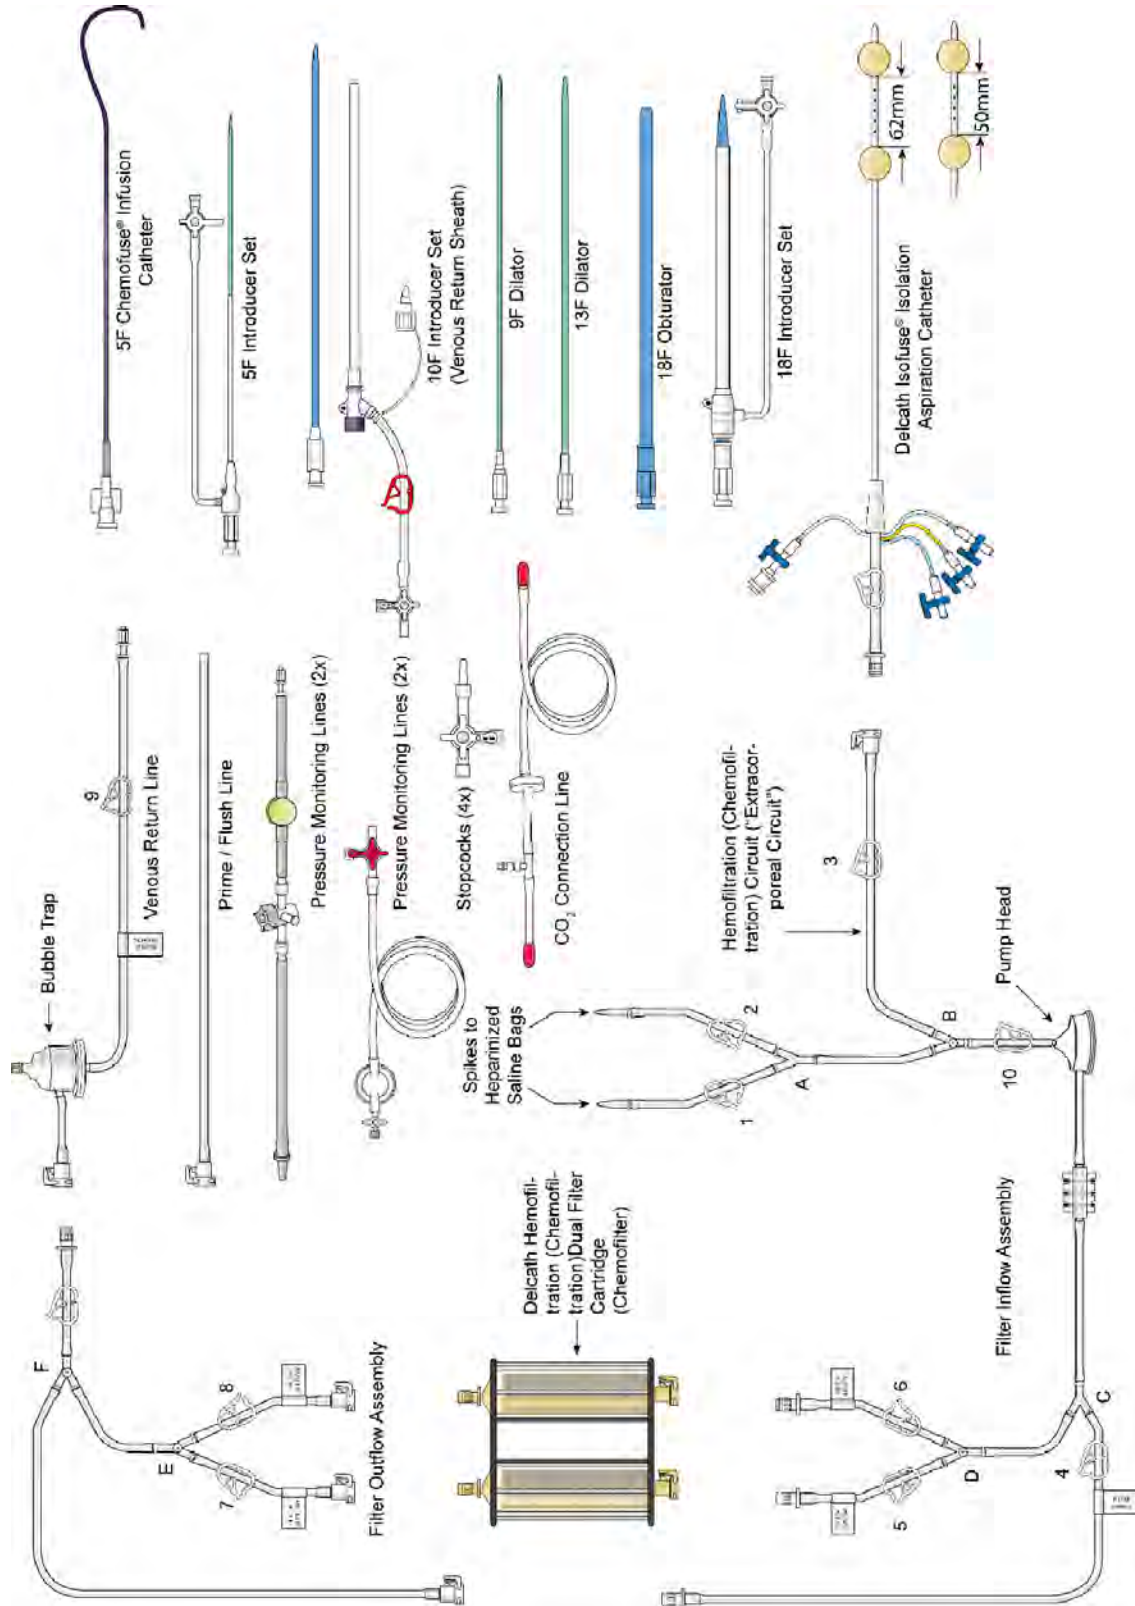 5F Chemofuse® Infusion
Catheter
5F Introducer Set
10F Introducer Set
(Venous Return Sheath)
9F Dilator
13F Dilator
18F Obturator
18F Introducer Set
62mm
50mm
Delcath Isofuse® Isolation
Aspiration Catheter
Bubble Trap
9
Venous Return Line
Prime / Flush Line
Pressure Monitoring Lines (2x)
Pressure Monitoring Lines (2x)
Stopcocks (4x)
CO₂ Connection Line
Spikes to
Heparinized
Saline Bags
1
2
A
B
3
10
Hemofiltration (Chemofil-
tration) Circuit ("Extracor-
poreal Circuit")
Pump Head
F
E
7
8
Filter Outflow Assembly
Delcath Hemofil-
tration (Chemofil-
tration)Dual Filter
Cartridge
(Chemofilter)
Filter Inflow Assembly
5
6
D
4
C